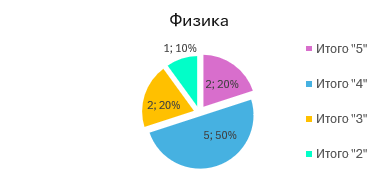 Физика
1; 10%
2; 20%
2; 20%
5; 50%
Итого "5"
Итого "4"
Итого "3"
Итого "2"